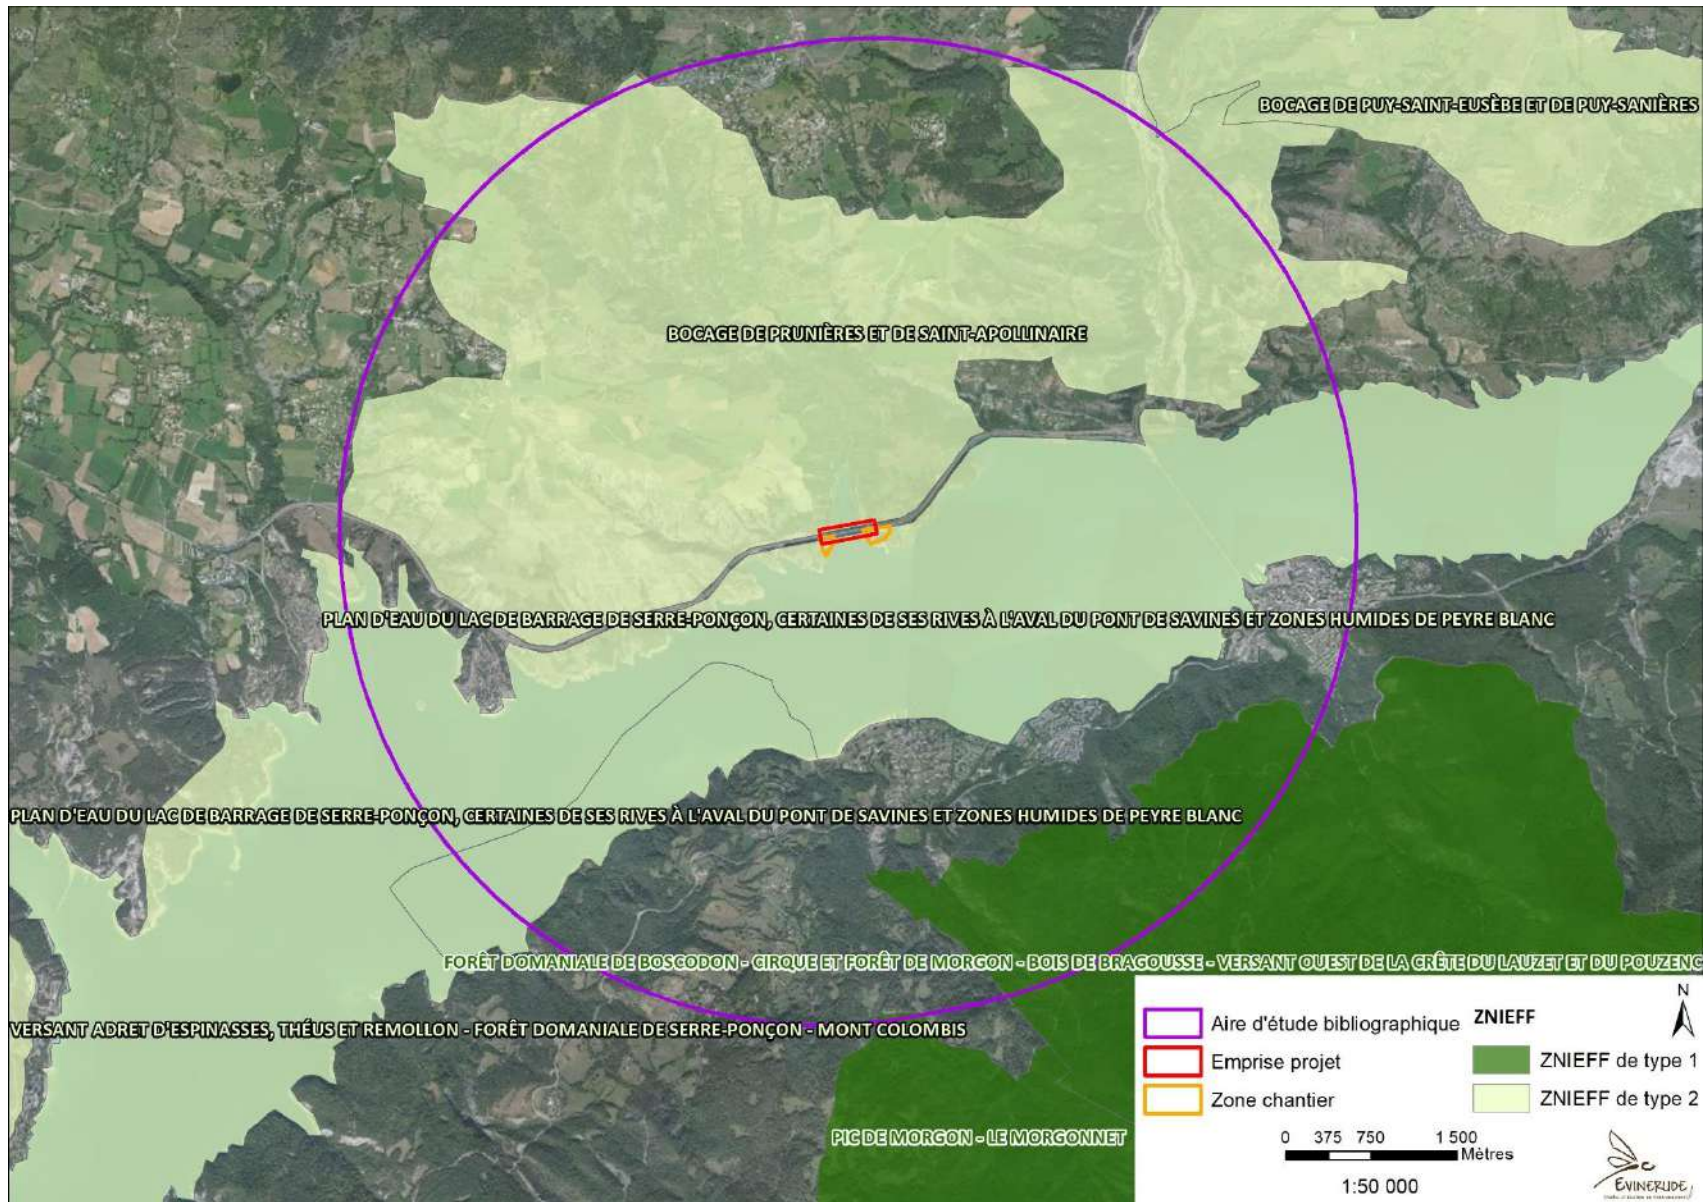 BOCAGE DE PUY-SAINT-EUSÈBE ET DE PUY-SANIÈRES
BOCAGE DE PRUNIÈRES ET DE SAINT-APOLLINAIRE
PLAN D'EAU DU LAC DE BARRAGE DE SERRE-PONÇON, CERTAINES DE SES RIVES À L'AVAL DU PONT DE SAVINES ET ZONES HUMIDES DE PEYRE BLANC
PLAN D'EAU DU LAC DE BARRAGE DE SERRE-PONÇON, CERTAINES DE SES RIVES À L'AVAL DU PONT DE SAVINES ET ZONES HUMIDES DE PEYRE BLANC
FORÊT DOMANIALE DE BOSCODON - CIRQUE ET FORÊT DE MORGON - BOIS DE BRAGOUSSE - VERSANT OUEST DE LA CRÊTE DU LAUZET ET DU POUZENC
VERSANT ADRET D'ESPINASSES, THÉUS ET REMOLLON - FORÊT DOMANIALE DE SERRE-PONÇON - MONT COLOMBIS
PIC DE MORGON - LE MORGONNET
Aire d'étude bibliographique
Emprise projet
Zone chantier
ZNIEFF
ZNIEFF de type 1
ZNIEFF de type 2
N
0 375 750 1 500
Mètres
1:50 000
EVINERUDE